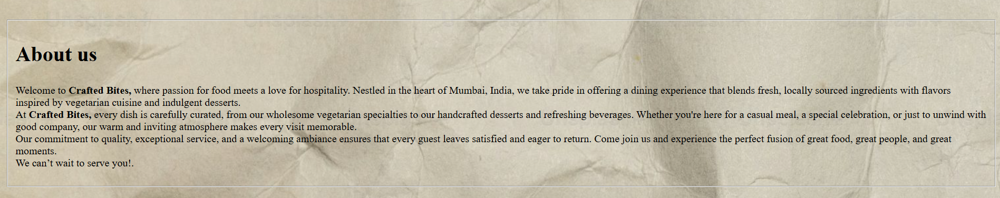 About us
Welcome to Crafted Bites, where passion for food meets a love for hospitality. Nestled in the heart of Mumbai, India, we take pride in offering a dining experience that blends fresh, locally sourced ingredients with flavors
inspired by vegetarian cuisine and indulgent desserts.
At Crafted Bites, every dish is carefully curated, from our wholesome vegetarian specialties to our handcrafted desserts and refreshing beverages. Whether you're here for a casual meal, a special celebration, or just to unwind with
good company, our warm and inviting atmosphere makes every visit memorable.
Our commitment to quality, exceptional service, and a welcoming ambiance ensures that every guest leaves satisfied and eager to return. Come join us and experience the perfect fusion of great food, great people, and great
moments.
We can’t wait to serve you!.